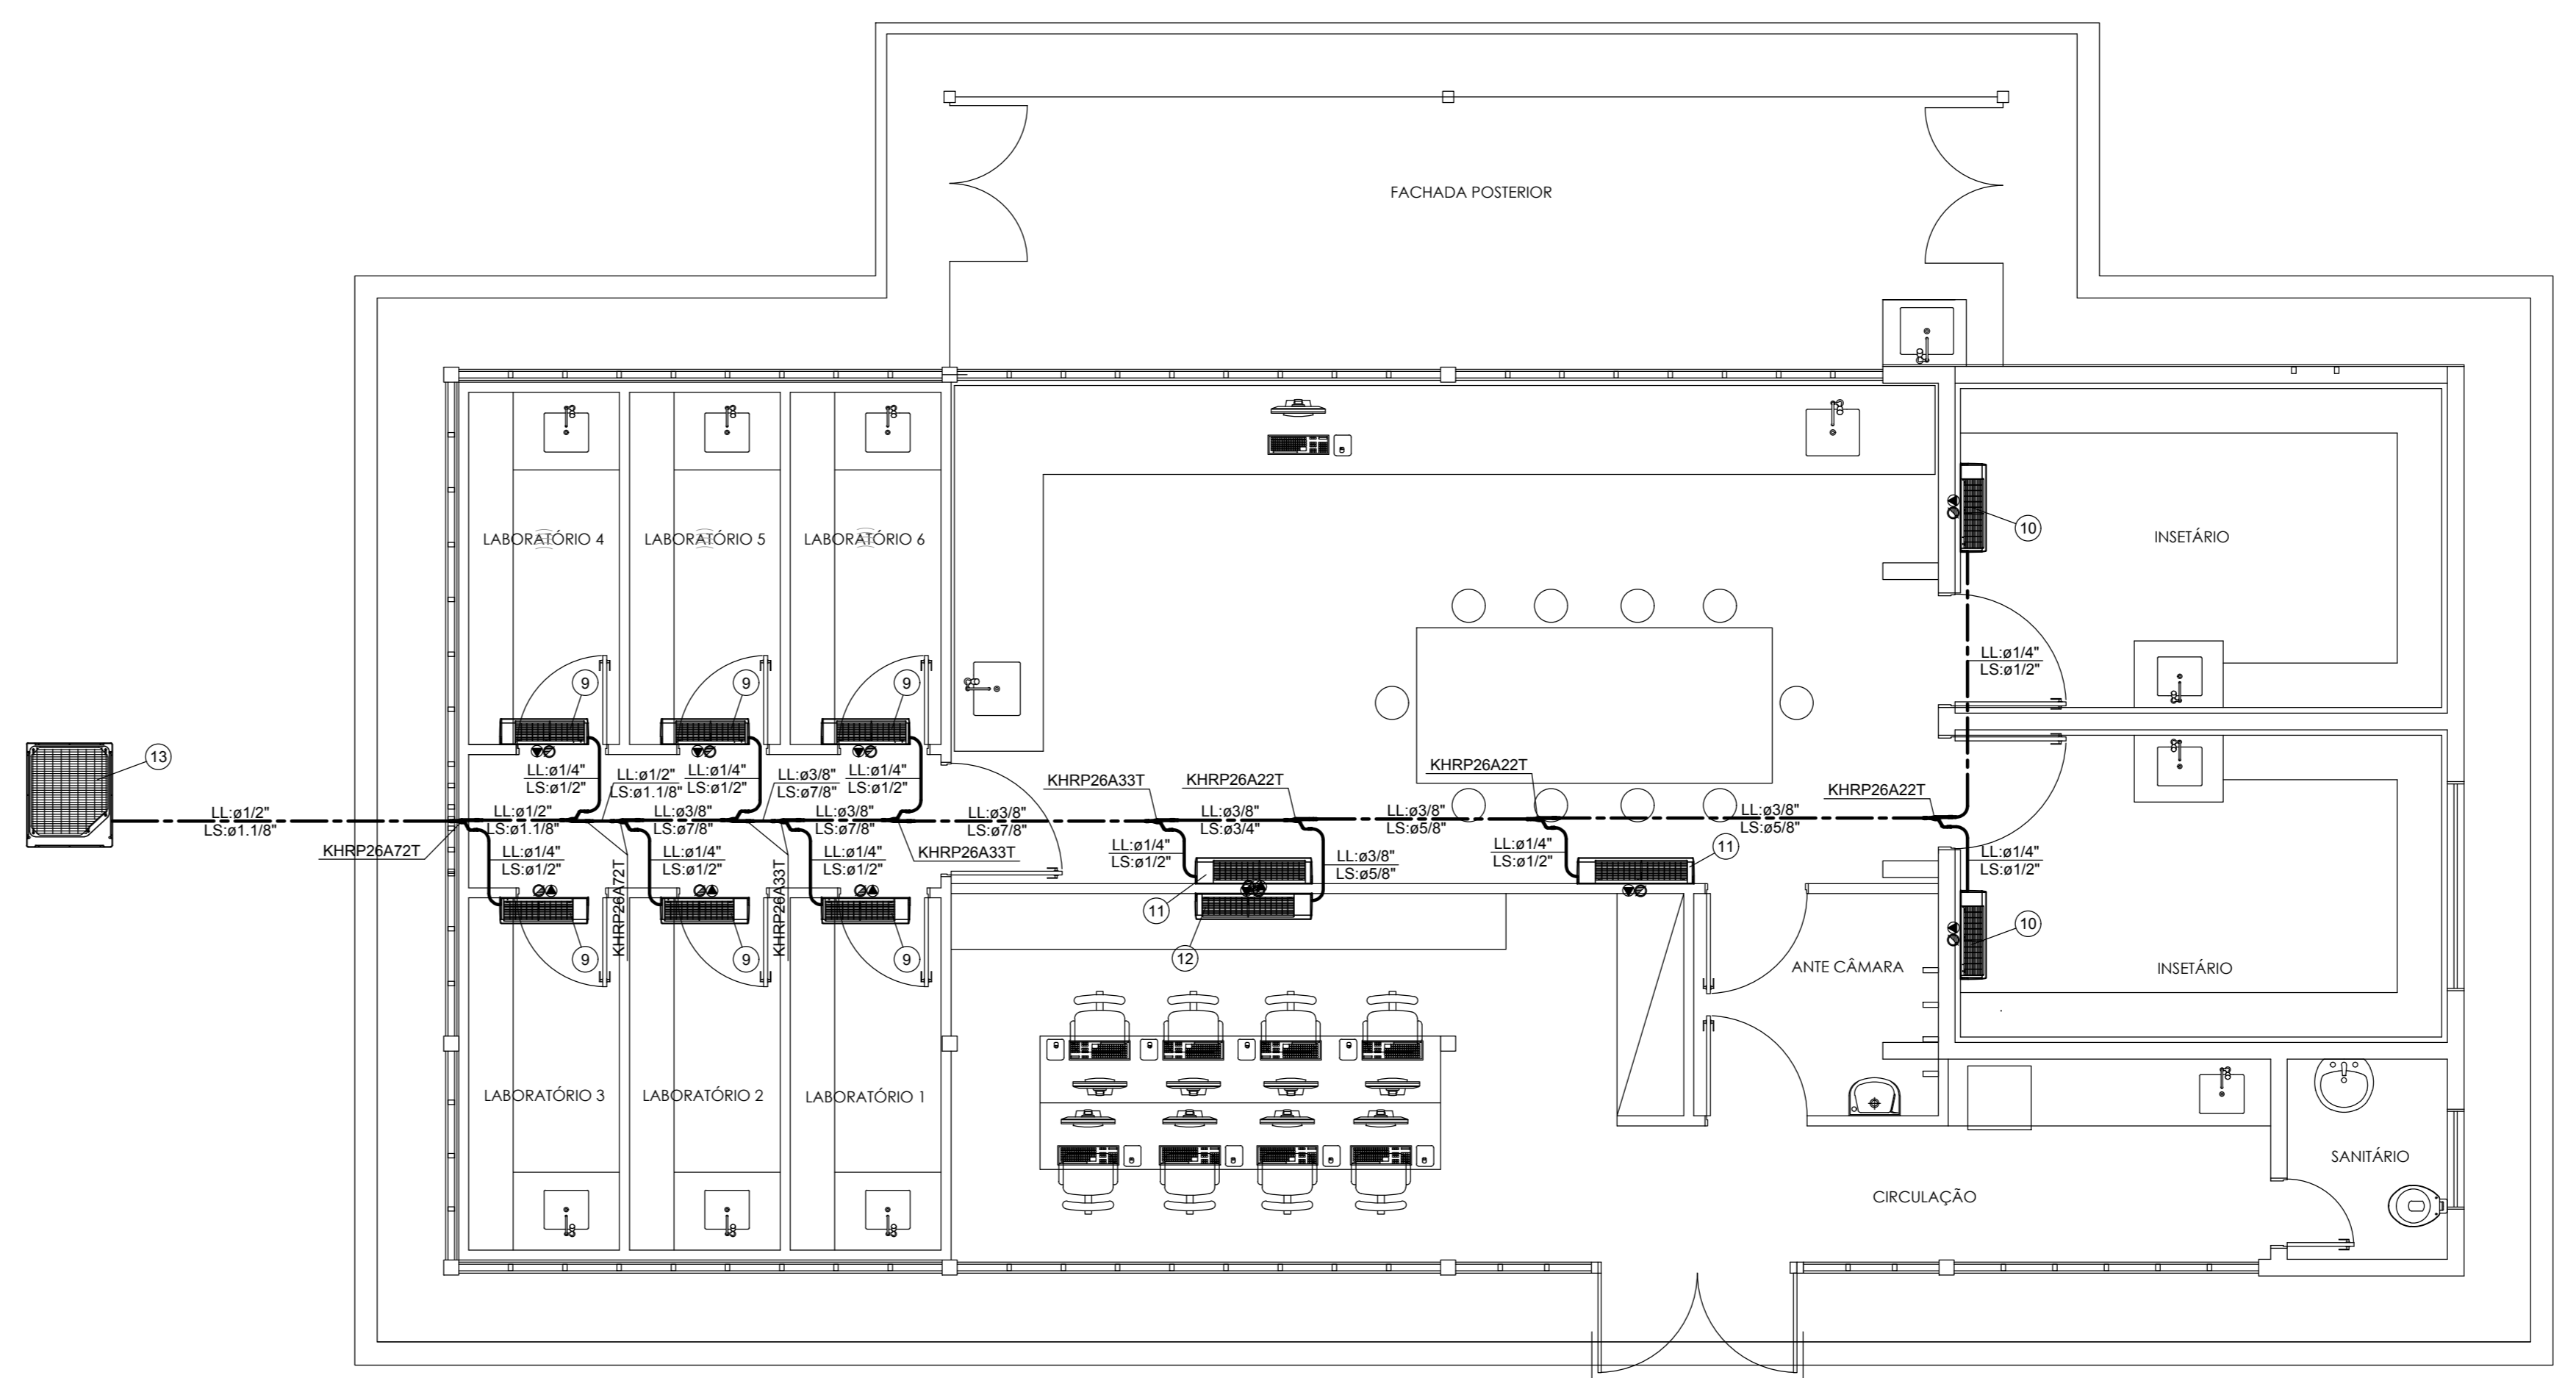 FACHADA POSTERIOR
LABORATÓRIO 4
LABORATÓRIO 5
LABORATÓRIO 6
INSETÁRIO
10
9
9
9
13
LL:ø1/4"
LS:ø1/2"
LL:ø1/2"
LS:ø1.1/8"
KHRP26A72T
LL:ø1/4"
LS:ø1/2"
LL:ø1/2"
LS:ø1.1/8"
LL:ø1/4"
LS:ø1/2"
LL:ø3/8"
LS:ø7/8"
LL:ø1/4"
LS:ø1/2"
LL:ø1/2"
LS:ø1.1/8"
LL:ø3/8"
LS:ø7/8"
LL:ø3/8"
LS:ø7/8"
LL:ø3/8"
LS:ø7/8"
KHRP26A33T
KHRP26A33T
KHRP26A22T
LL:ø3/8"
LS:ø3/4"
KHRP26A22T
LL:ø3/8"
LS:ø5/8"
LL:ø3/8"
LS:ø5/8"
KHRP26A22T
LL:ø1/4"
LS:ø1/2"
LL:ø1/4"
LS:ø1/2"
LL:ø1/4"
LS:ø1/2"
LL:ø1/4"
LS:ø1/2"
LL:ø3/8"
LS:ø5/8"
LL:ø1/4"
LS:ø1/2"
LL:ø1/4"
LS:ø1/2"
KHRP26A72T
KHRP26A33T
11
11
12
10
9
9
9
ANTE CÂMARA
INSETÁRIO
LABORATÓRIO 3
LABORATÓRIO 2
LABORATÓRIO 1
SANITÁRIO
CIRCULAÇÃO